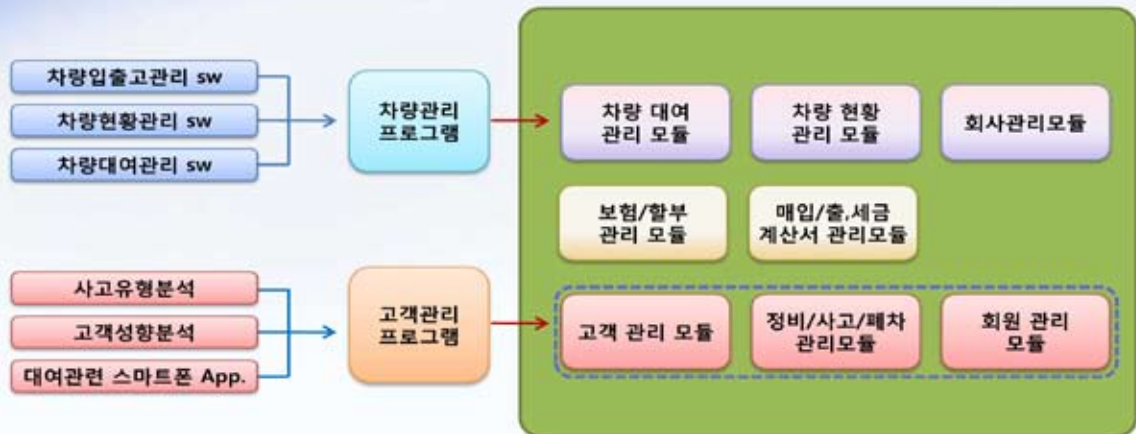 차량입출고관리 sw
차량현황관리 sw
차량대여관리 sw
차량관리
프로그램
차량 대여
관리 모듈
차량 현황
관리 모듈
회사관리모듈
보험/할부
관리 모듈
매입/출,세금
계산서 관리모듈
사고유형분석
고객성향분석
대여관련 스마트폰 App.
고객관리
프로그램
고객 관리 모듈
정비/사고/폐차
관리모듈
회원 관리
모듈